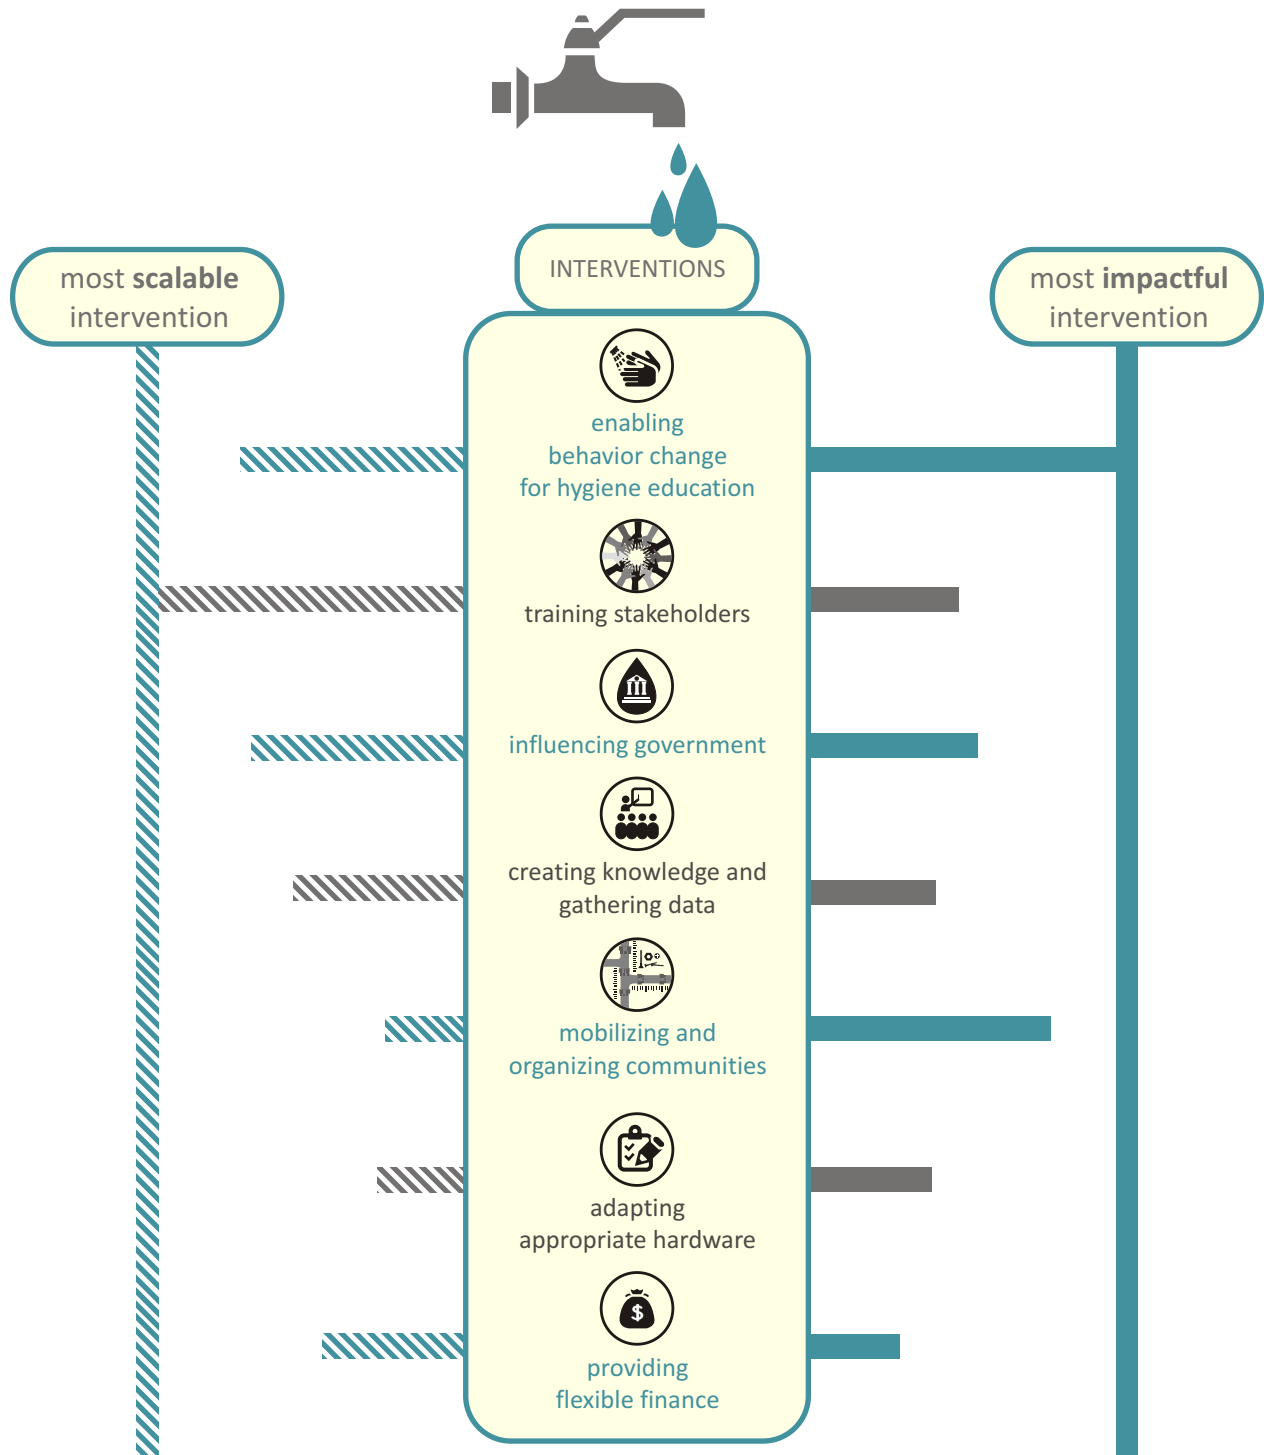 INTERVENTIONS
most scalable
intervention
most impactful
intervention
enabling
behavior change
for hygiene education
training stakeholders
influencing government
creating knowledge and
gathering data
mobilizing and
organizing communities
adapting
appropriate hardware
$
providing
flexible finance